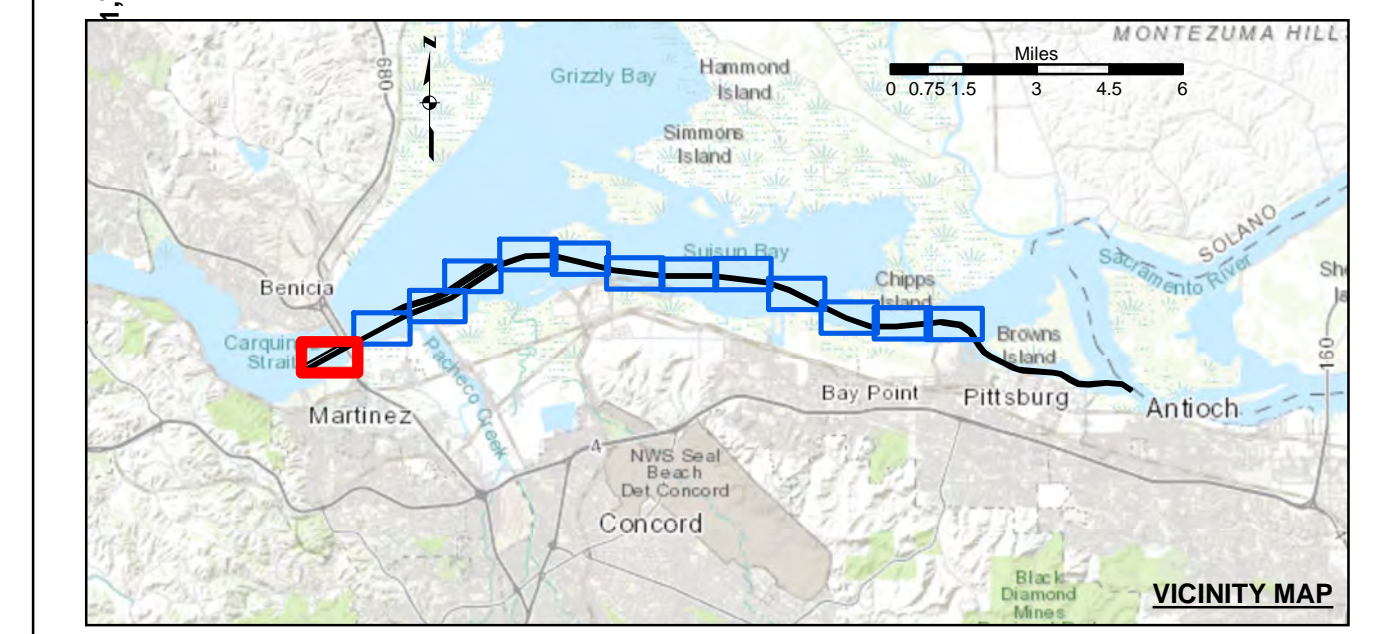 MONTEZUMA HILL
N
Miles
0 0.75 1.5 3 4.5 6
680
Grizzly Bay
Hammond
Island
Simmons
Island
SOLANO
Suisun Bay
Sacramento River
Benicia
Chipps
Island
Carquin
Strait
Browns
Island
160
Pacheco Creek
Bay Point
Pittsburg
Antioch
Martinez
4
NWS Seal
Beach
Det Concord
Concord
Black
Diamond
Mines
VICINITY MAP